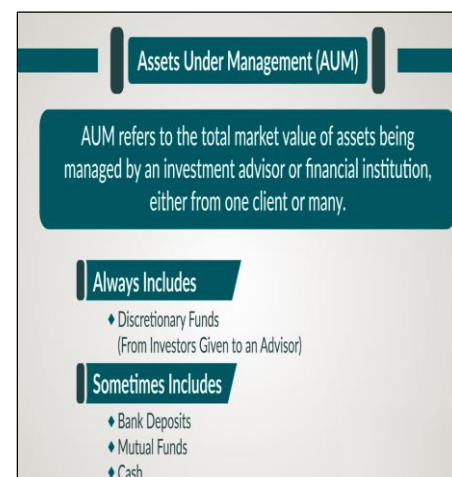 Assets Under Management (AUM)
AUM refers to the total market value of assets being
managed by an investment advisor or financial institution,
either from one client or many.
Always Includes
♦ Discretionary Funds
(From Investors Given to an Advisor)
Sometimes Includes
♦ Bank Deposits
♦ Mutual Funds
♦ Cash